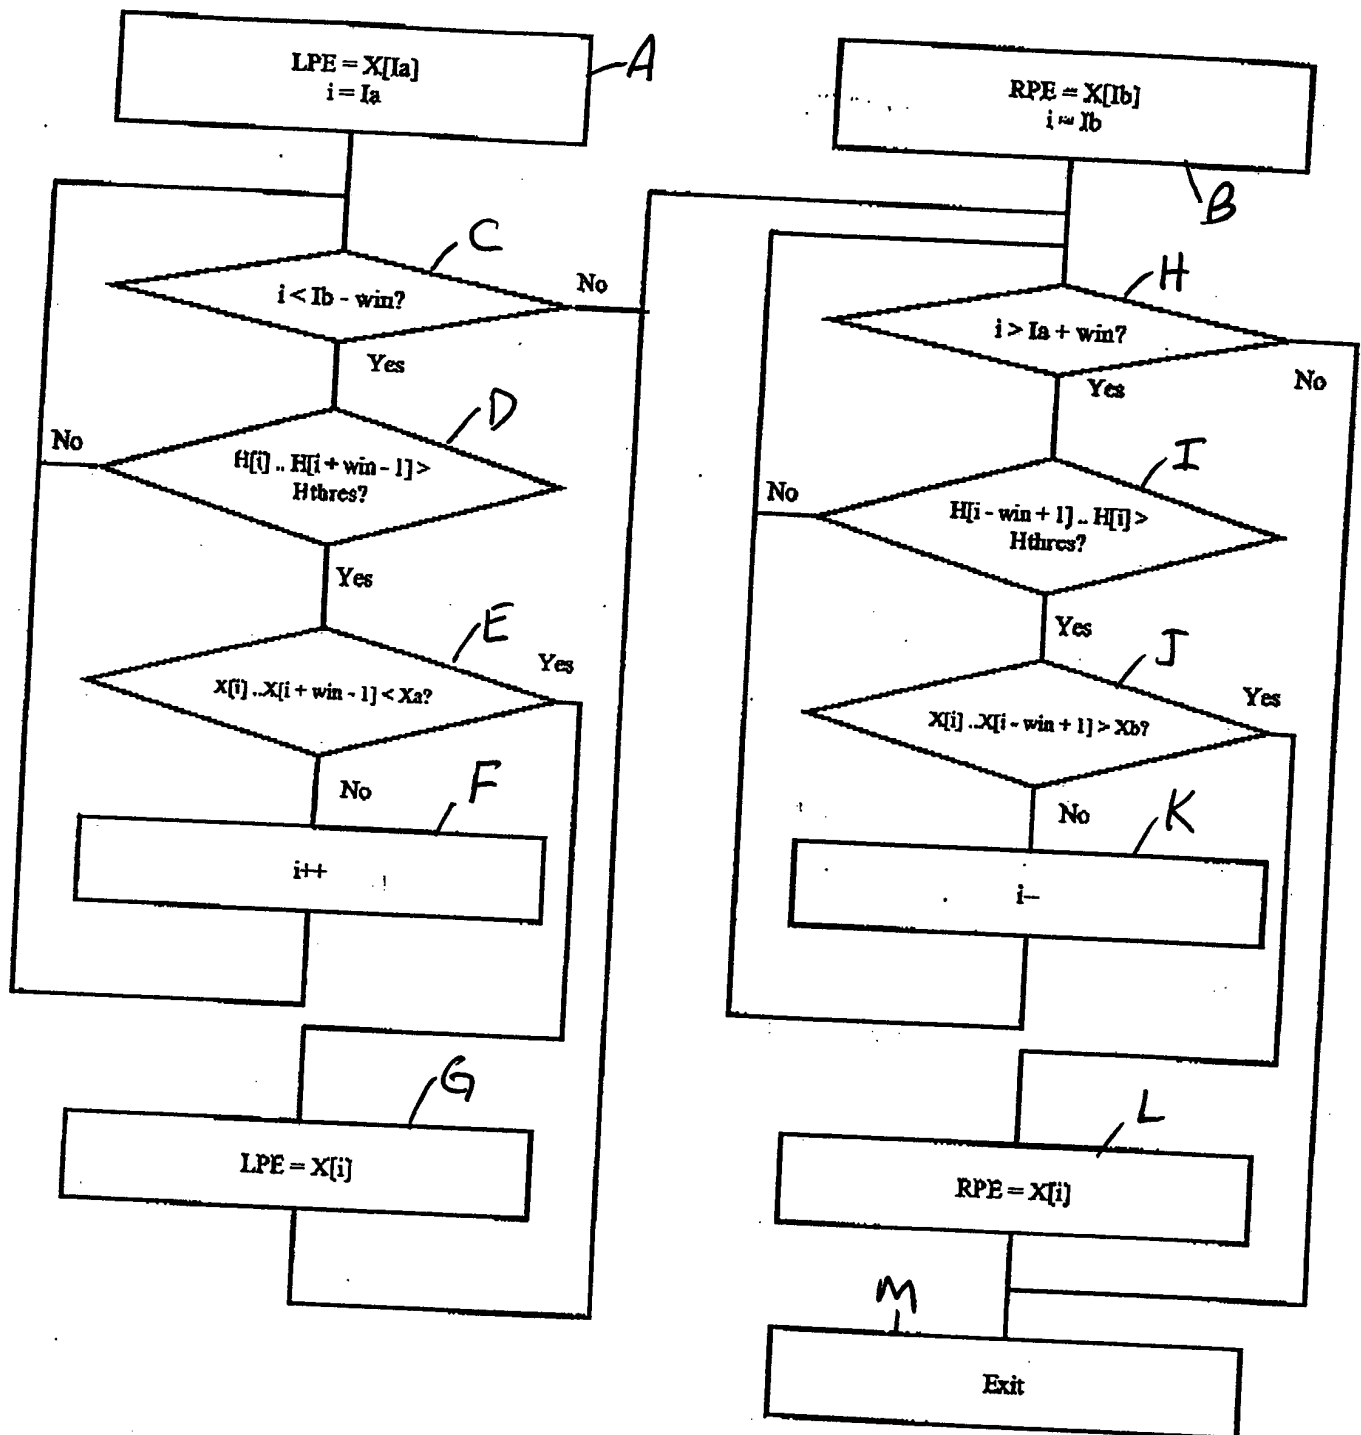 LPE = X[Ia]
i = Ia
A
i < Ib - win?
C
No
Yes
H[i] .. H[i + win - 1] >
Hthres?
D
No
Yes
X[i] ..X[i + win - 1] < Xa?
E
Yes
No
i++
F
LPE = X[i]
G
RPE = X[Ib]
i = Ib
B
i > Ia + win?
H
No
Yes
H[i - win + 1] .. H[i] >
Hthres?
I
No
Yes
X[i] ..X[i - win + 1] > Xb?
J
Yes
No
i--
K
RPE = X[i]
L
Exit
M